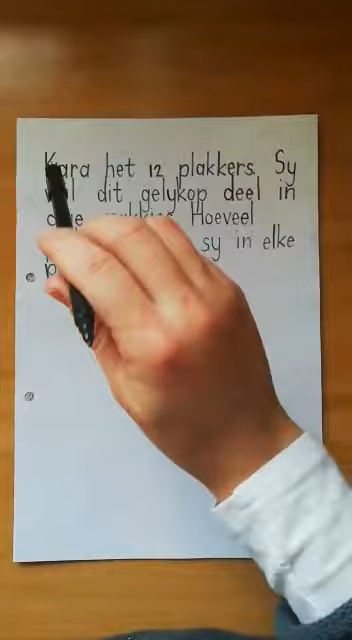 Kara het 12 plakkers. Sy
wil dit gelykop deel in
Hoeveel
sy in elke